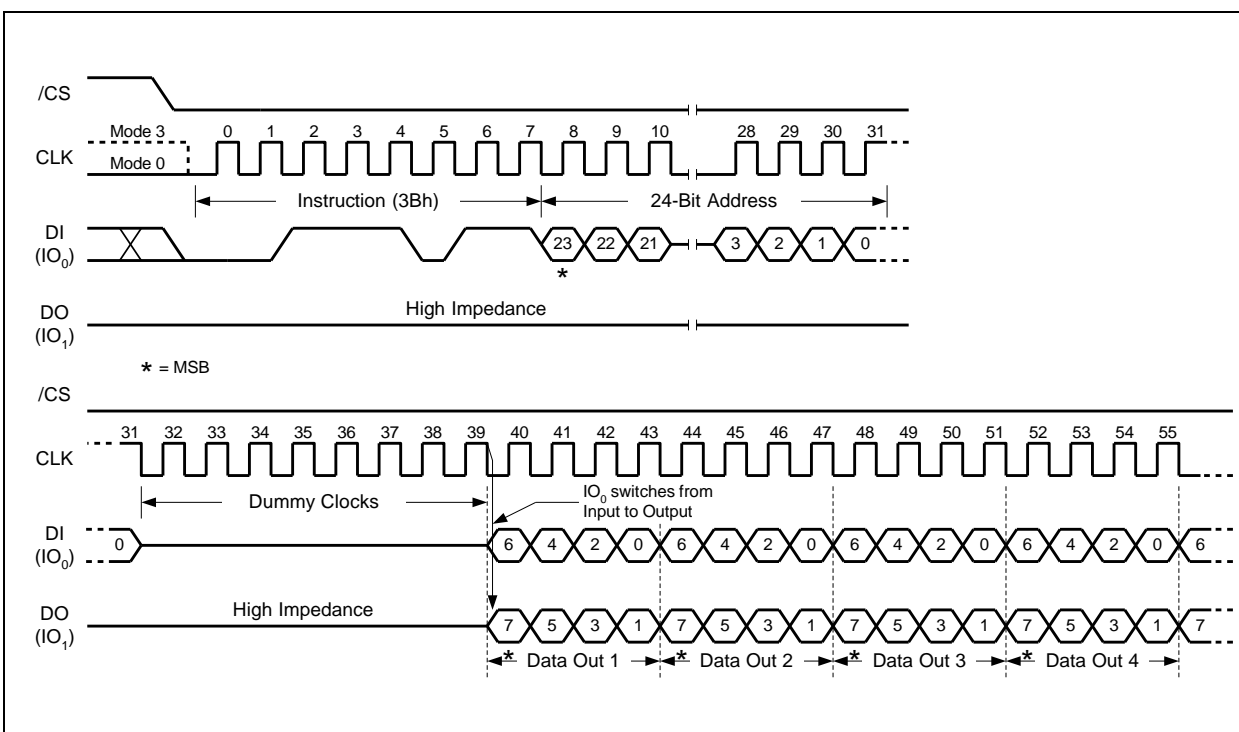 /CS
Mode 3 0 1 2 3 4 5 6 7 8 9 10 28 29 30 31
CLK
Mode 0
Instruction (3Bh) 24-Bit Address
DI
(IO0)
23 22 21 3 2 1 0
*
DO
(IO1)
High Impedance
* = MSB
/CS
31 32 33 34 35 36 37 38 39 40 41 42 43 44 45 46 47 48 49 50 51 52 53 54 55
CLK
Dummy Clocks
IO0 switches from
Input to Output
DI
(IO0)
0 6 4 2 0 6 4 2 0 6 4 2 0 6 4 2 0 6
DO
(IO1)
High Impedance
7 5 3 1 7 5 3 1 7 5 3 1 7 5 3 1 7
* Data Out 1 * Data Out 2 * Data Out 3 * Data Out 4